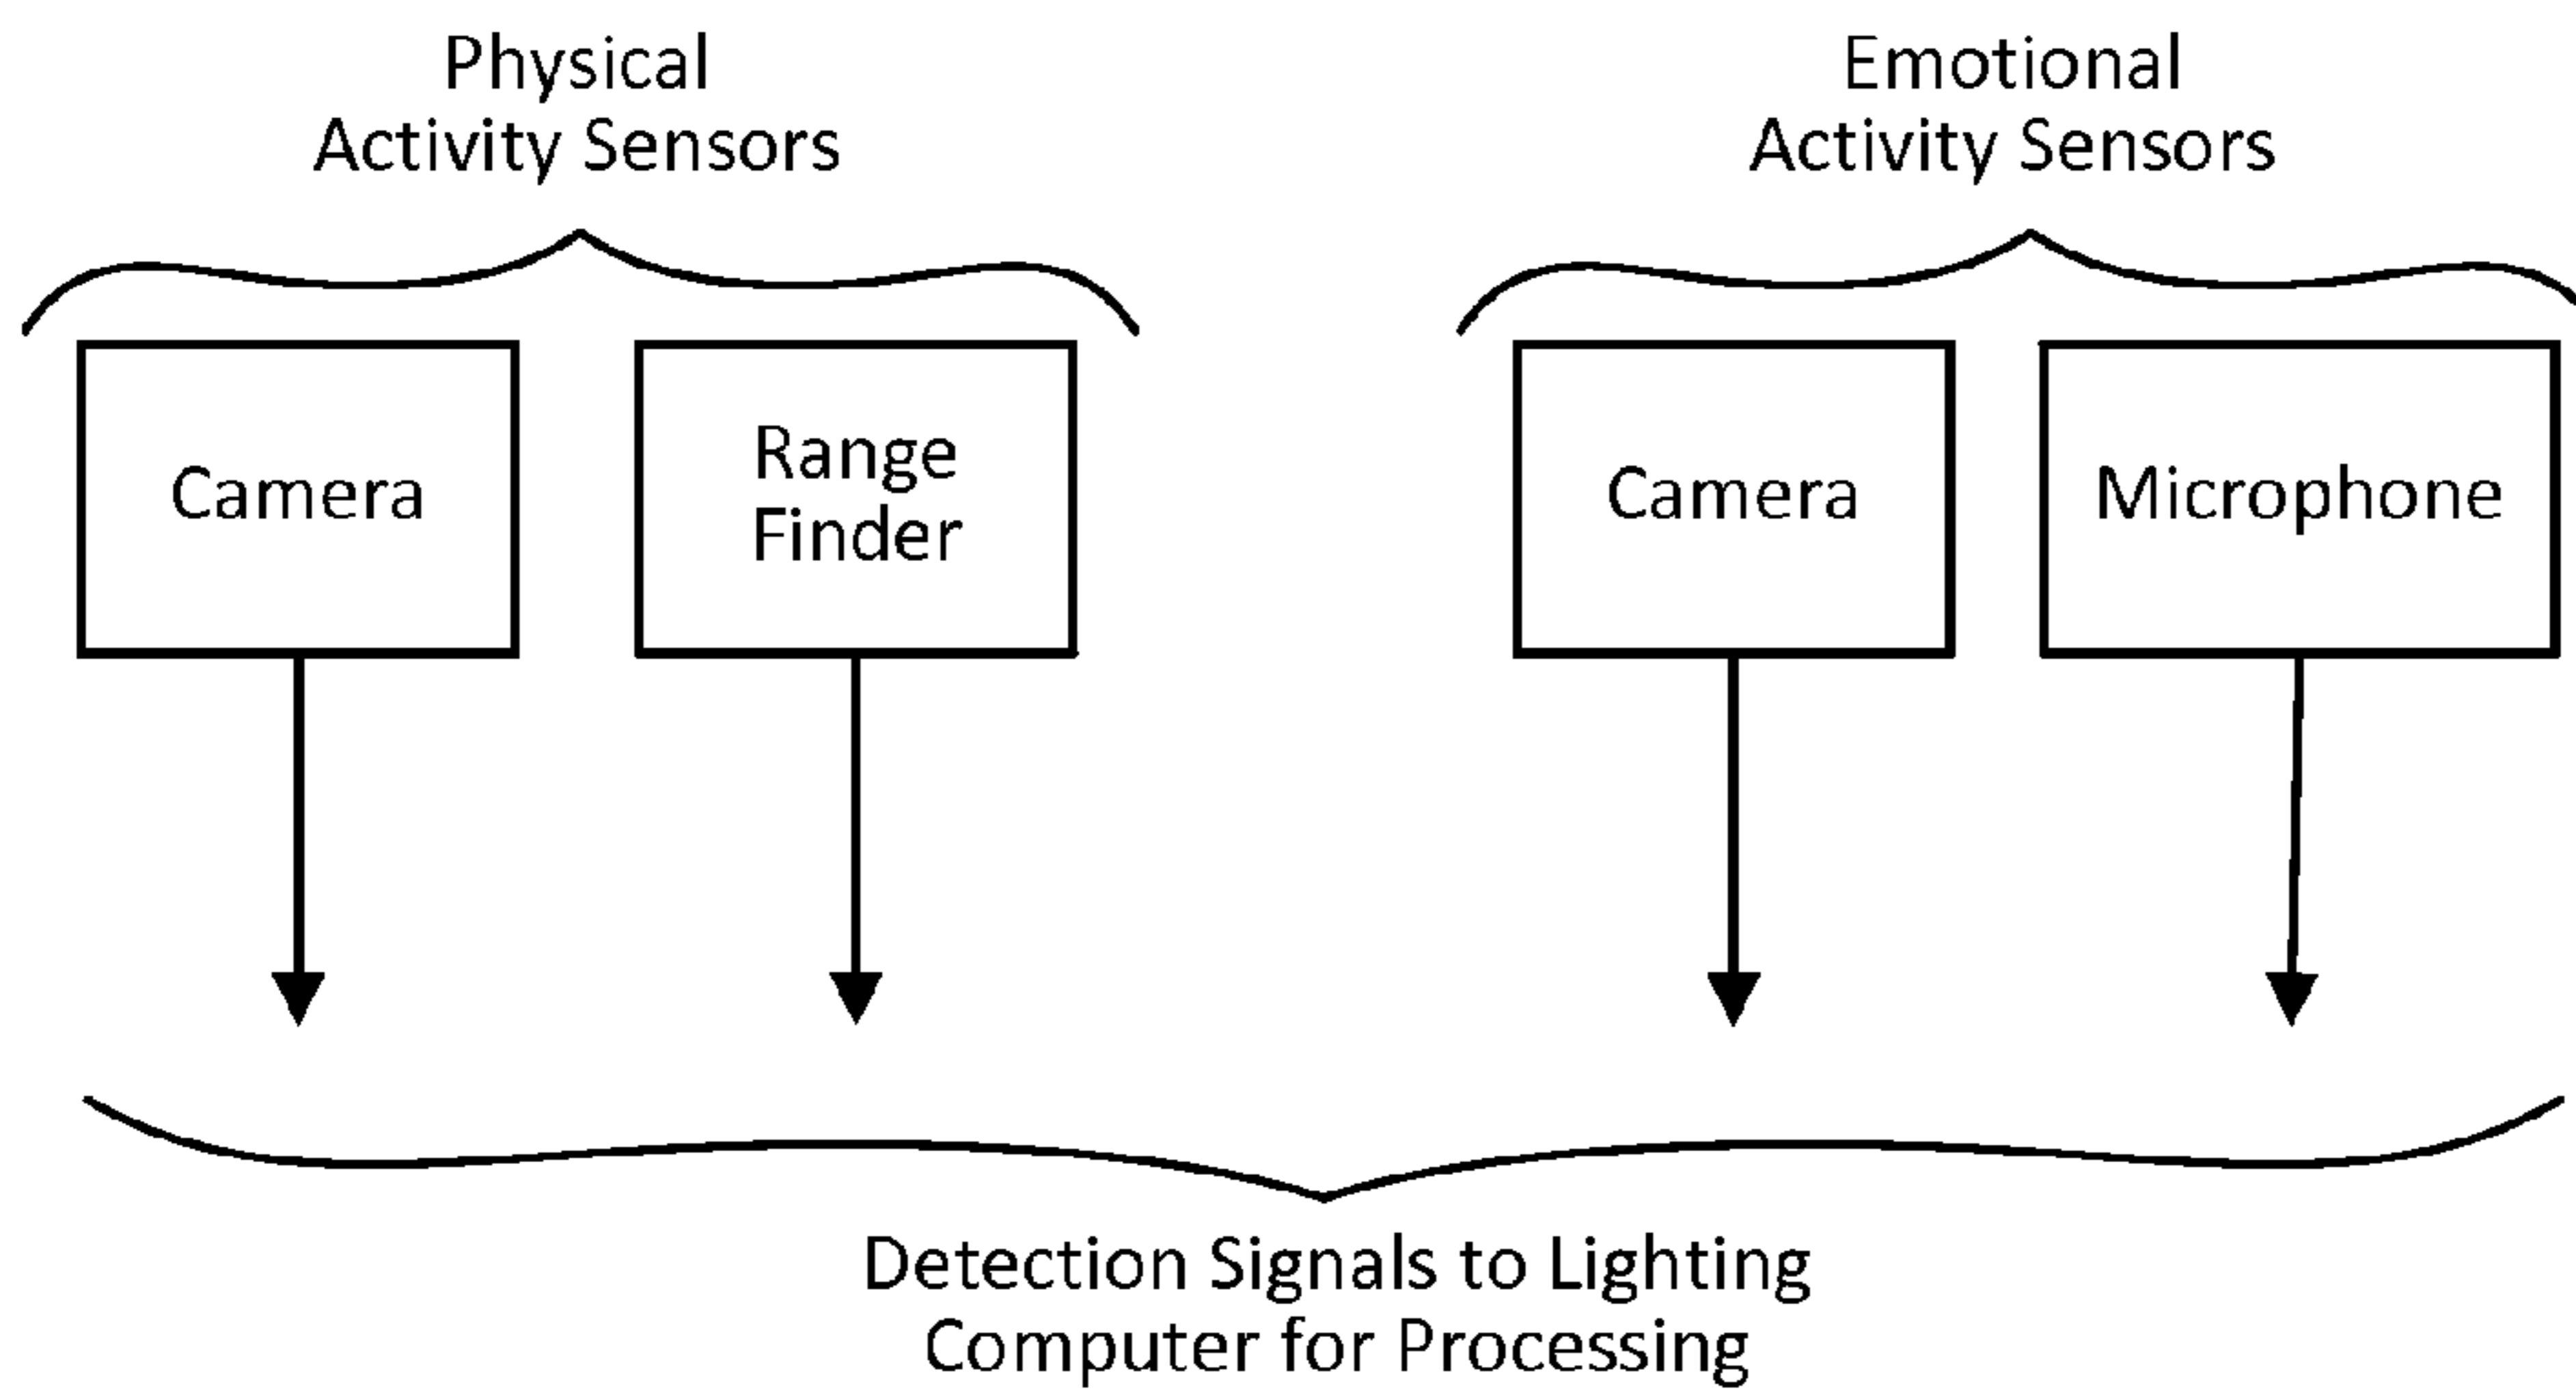 Physical
Activity Sensors
Emotional
Activity Sensors
Camera
Range
Finder
Camera
Microphone
Detection Signals to Lighting
Computer for Processing